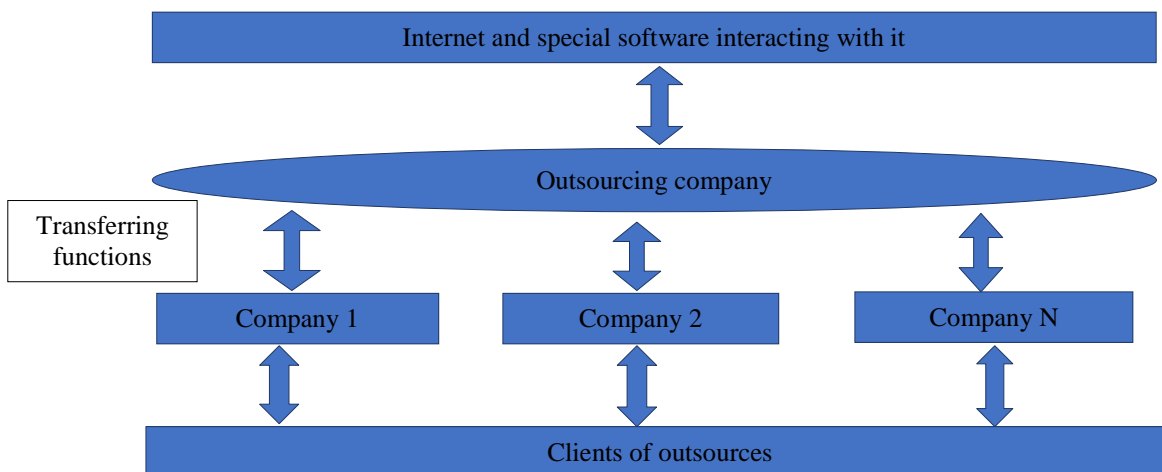 Internet and special software interacting with it
Outsourcing company
Transferring
functions
Company 1
Company 2
Company N
Clients of outsources